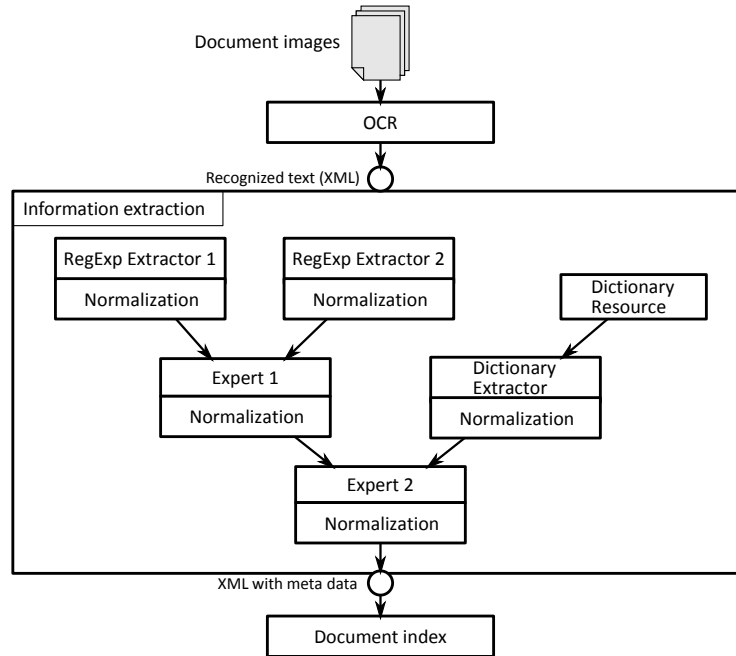 Document images
OCR
Recognized text (XML)
Information extraction
RegExp Extractor 1
Normalization
RegExp Extractor 2
Normalization
Dictionary
Resource
Expert 1
Normalization
Dictionary
Extractor
Normalization
Expert 2
Normalization
XML with meta data
Document index